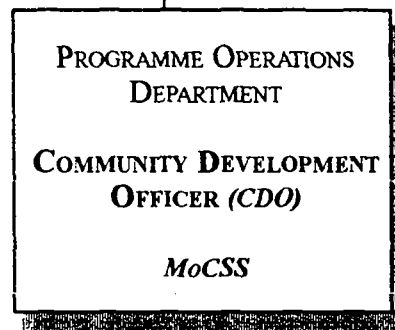 PROGRAMME OPERATIONS
DEPARTMENT
COMMUNITY DEVELOPMENT
OFFICER (CDO)
MoCSS